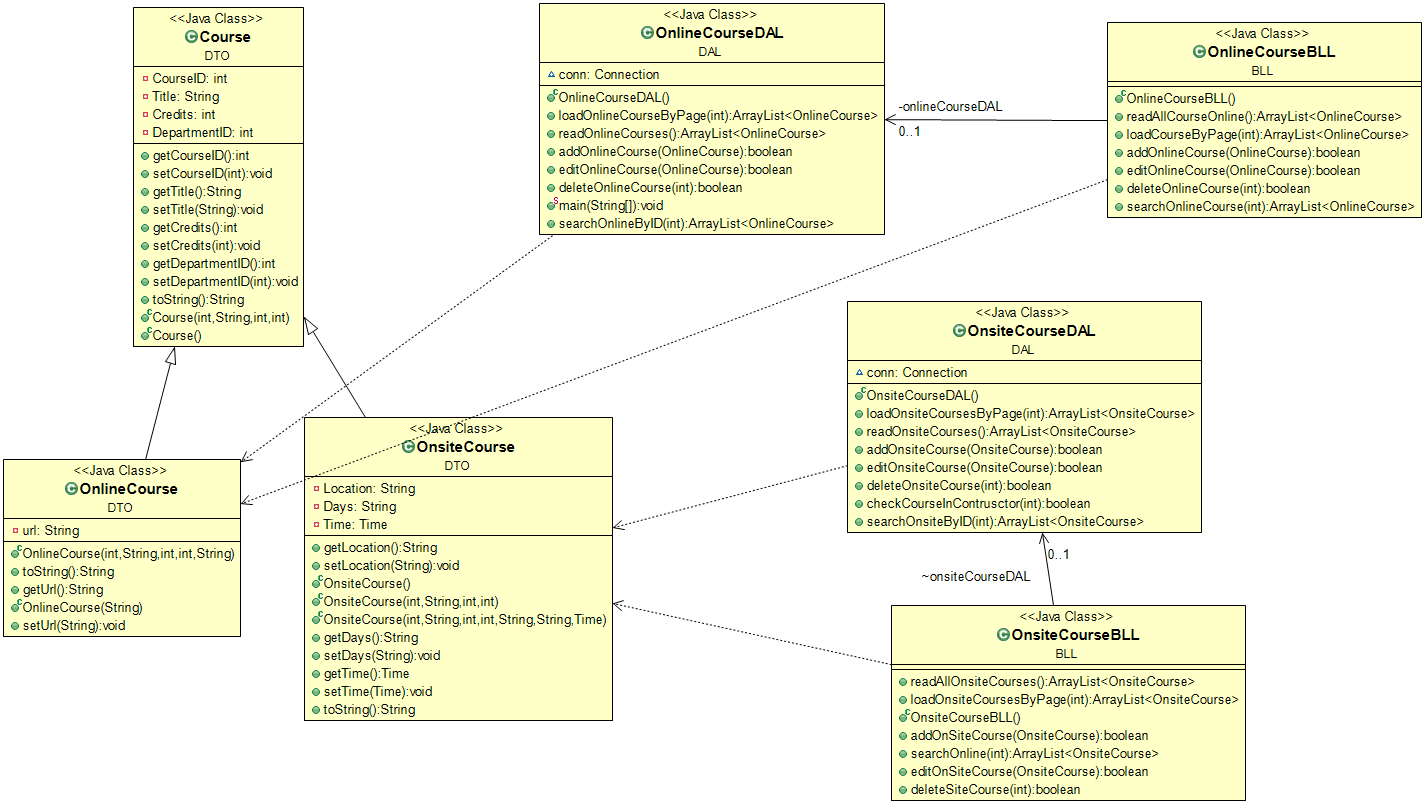 <<Java Class>>
Course
DTO
CourseID: int
Title: String
Credits: int
DepartmentID: int
getCourseID():int
setCourseID(int):void
getTitle():String
setTitle(String):void
getCredits():int
setCredits(int):void
getDepartmentID():int
setDepartmentID(int):void
toString():String
Course(int,String,int,int)
Course()
<<Java Class>>
OnlineCourseDAL
DAL
conn: Connection
OnlineCourseDAL()
loadOnlineCourseByPage(int):ArrayList<OnlineCourse>
readOnlineCourses():ArrayList<OnlineCourse>
addOnlineCourse(OnlineCourse):boolean
editOnlineCourse(OnlineCourse):boolean
deleteOnlineCourse(int):boolean
main(String[]):void
searchOnlineByID(int):ArrayList<OnlineCourse>
-onlineCourseDAL
0..1
<<Java Class>>
OnlineCourseBLL
BLL
OnlineCourseBLL()
readAllCourseOnline():ArrayList<OnlineCourse>
loadCourseByPage(int):ArrayList<OnlineCourse>
addOnlineCourse(OnlineCourse):boolean
editOnlineCourse(OnlineCourse):boolean
deleteOnlineCourse(int):boolean
searchOnlineCourse(int):ArrayList<OnlineCourse>
<<Java Class>>
OnlineCourse
DTO
url: String
OnlineCourse(int,String,int,int,String)
toString():String
getUrl():String
OnlineCourse(String)
setUrl(String):void
<<Java Class>>
OnsiteCourse
DTO
Location: String
Days: String
Time: Time
getLocation():String
setLocation(String):void
OnsiteCourse()
OnsiteCourse(int,String,int,int)
OnsiteCourse(int,String,int,int,String,String,Time)
getDays():String
setDays(String):void
getTime():Time
setTime(Time):void
toString():String
<<Java Class>>
OnsiteCourseDAL
DAL
conn: Connection
OnsiteCourseDAL()
loadOnsiteCoursesByPage(int):ArrayList<OnsiteCourse>
readOnsiteCourses():ArrayList<OnsiteCourse>
addOnsiteCourse(OnsiteCourse):boolean
editOnsiteCourse(OnsiteCourse):boolean
deleteOnsiteCourse(int):boolean
checkCourseInContrusctor(int):boolean
searchOnsiteByID(int):ArrayList<OnsiteCourse>
0..1
~onsiteCourseDAL
<<Java Class>>
OnsiteCourseBLL
BLL
readAllOnsiteCourses():ArrayList<OnsiteCourse>
loadOnsiteCoursesByPage(int):ArrayList<OnsiteCourse>
OnsiteCourseBLL()
addOnSiteCourse(OnsiteCourse):boolean
searchOnline(int):ArrayList<OnsiteCourse>
editOnSiteCourse(OnsiteCourse):boolean
deleteSiteCourse(int):boolean